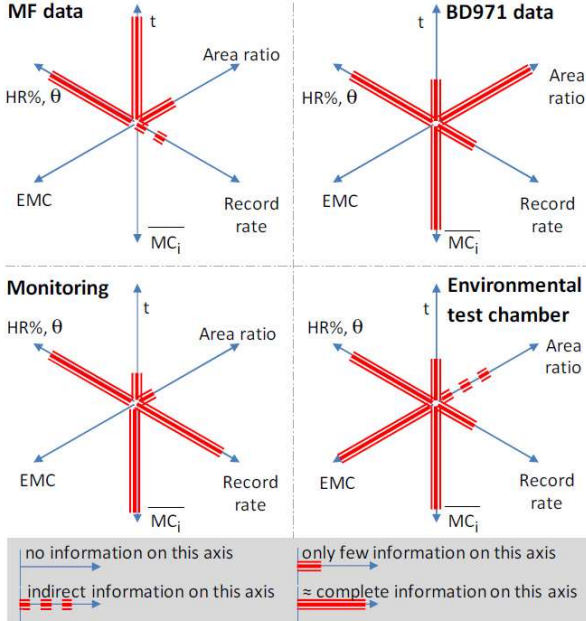 MF data
t
Area ratio
HR%, θ
EMC
Record
rate
MCi
BD971 data
t
Area
ratio
HR%, θ
EMC
Record
rate
MCi
Monitoring
t
HR%, θ
Area ratio
EMC
Record
rate
MCi
Environmental
test chamber
t
HR%, θ
Area
ratio
EMC
Record
rate
MCi
no information on this axis
only few information on this axis
indirect information on this axis
≈ complete information on this axis